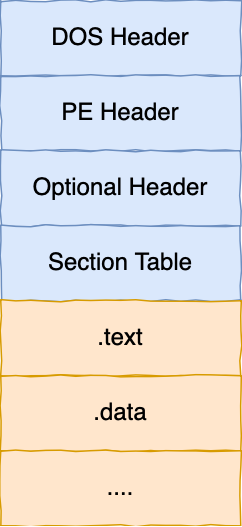 DOS Header
PE Header
Optional Header
Section Table
.text
.data
....